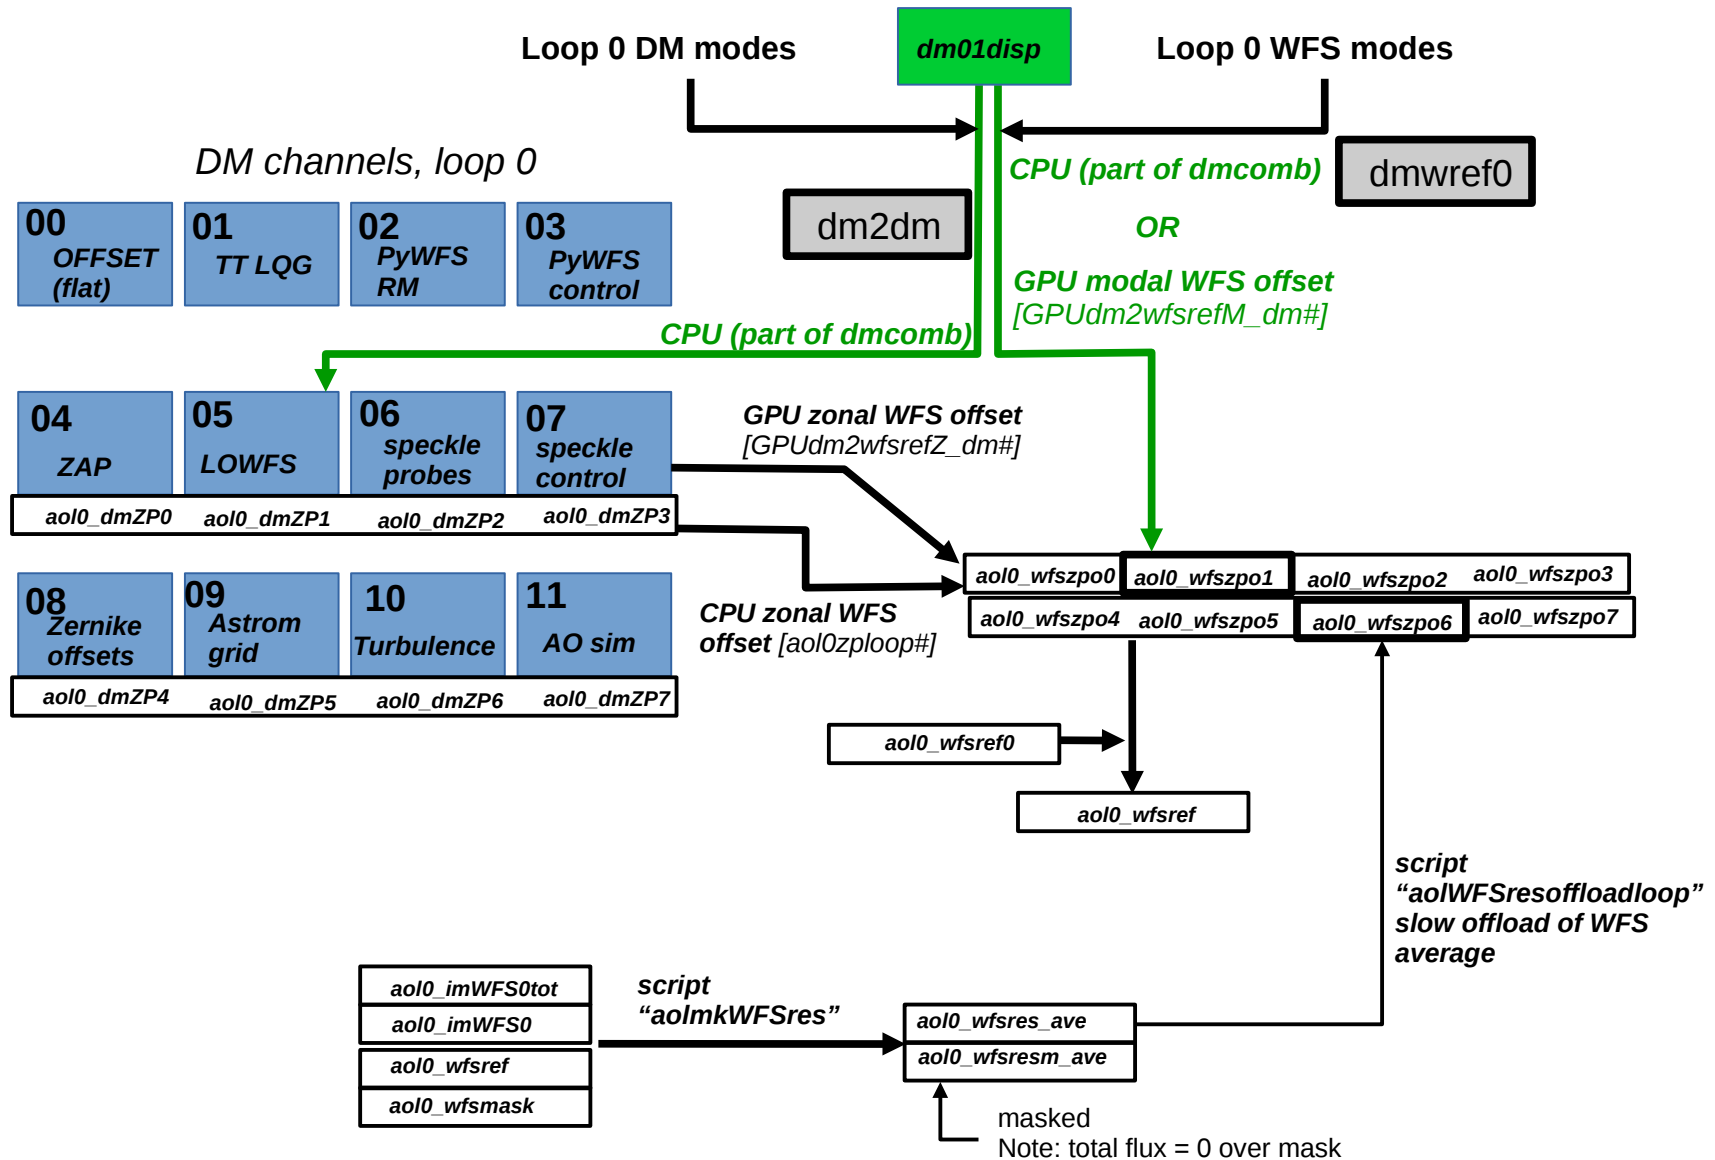 Loop 0 DM modes
dm01disp
Loop 0 WFS modes
DM channels, loop 0
CPU (part of dmcomb)
dmwref0
dm2dm
OR
GPU modal WFS offset
[GPUdm2wfsrefM_dm#]
00
OFFSET
(flat)
01
TT LQG
02
PyWFS
RM
03
PyWFS
control
CPU (part of dmcomb)
04
ZAP
05
LOWFS
06
speckle
probes
07
speckle
control
GPU zonal WFS offset
[GPUdm2wfsrefZ_dm#]
aol0_dmZP0
aol0_dmZP1
aol0_dmZP2
aol0_dmZP3
08
Zernike
offsets
09
Astrom
grid
10
Turbulence
11
AO sim
CPU zonal WFS
offset [aol0zploop#]
aol0_wfszpo0
aol0_wfszpo1
aol0_wfszpo2
aol0_wfszpo3
aol0_wfszpo4
aol0_wfszpo5
aol0_wfszpo6
aol0_wfszpo7
aol0_dmZP4
aol0_dmZP5
aol0_dmZP6
aol0_dmZP7
aol0_wfsref0
aol0_wfsref
script
“aolWFSresoffloadloop”
slow offload of WFS
average
aol0_imWFS0tot
aol0_imWFS0
aol0_wfsref
aol0_wfsmask
script
“aolmkWFSres”
aol0_wfsres_ave
aol0_wfsresm_ave
masked
Note: total flux = 0 over mask